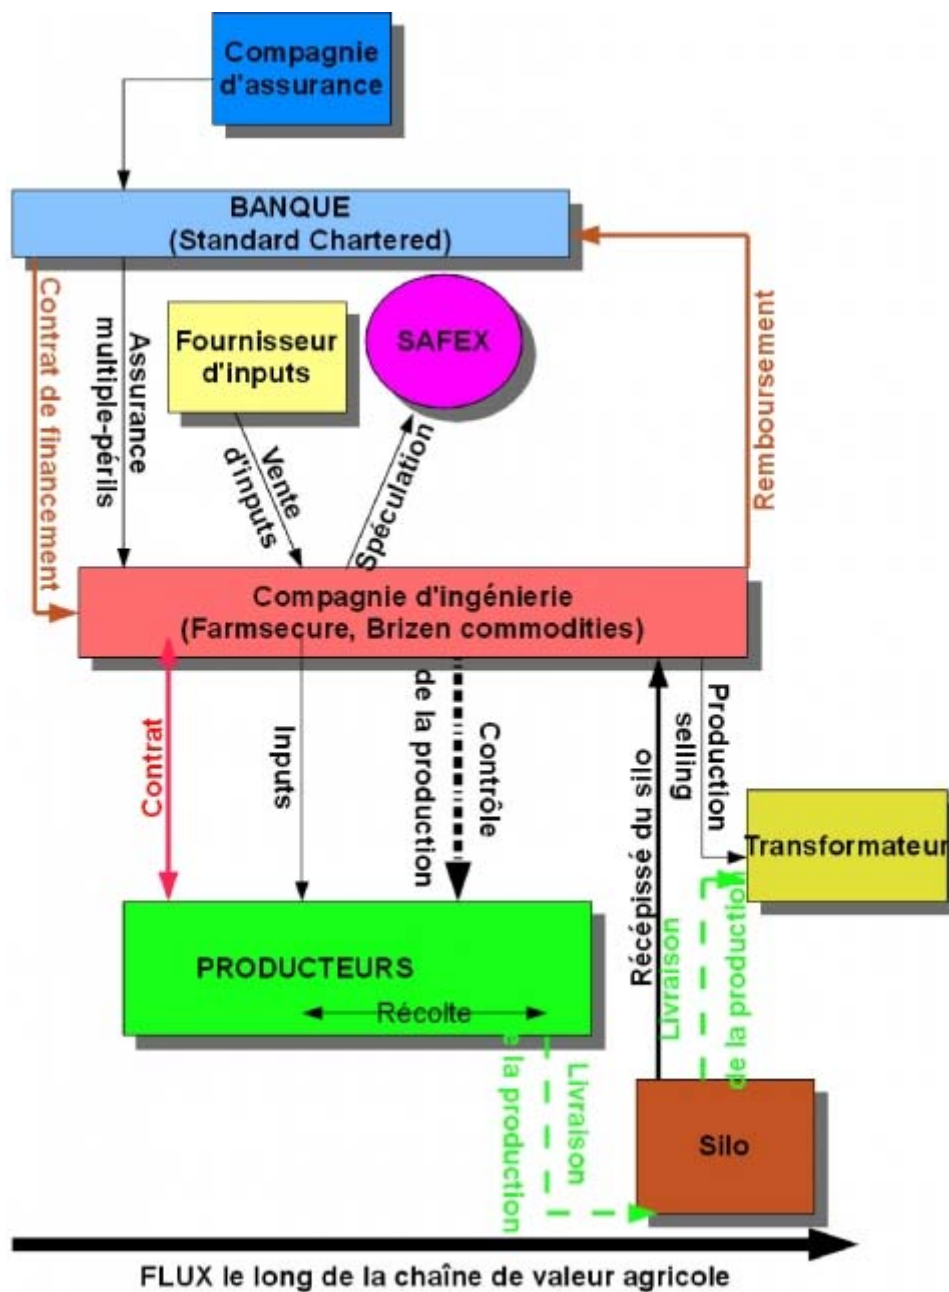 Compagnie
d'assurance
BANQUE
(Standard Chartered)
Contrat de financement
Assurance
multiple-périls
Fournisseur
d'inputs
SAFEX
Remboursement
Vente
d'inputs
Spéculation
Compagnie d'ingénierie
(Farmsecure, Brizen commodities)
Contrat
Inputs
Contrôle
de la production
Récépissé du silo
Production
selling
Transformateur
PRODUCTEURS
Récolte
Livraison
e la production
Livraison
de la production
Silo
FLUX le long de la chaîne de valeur agricole